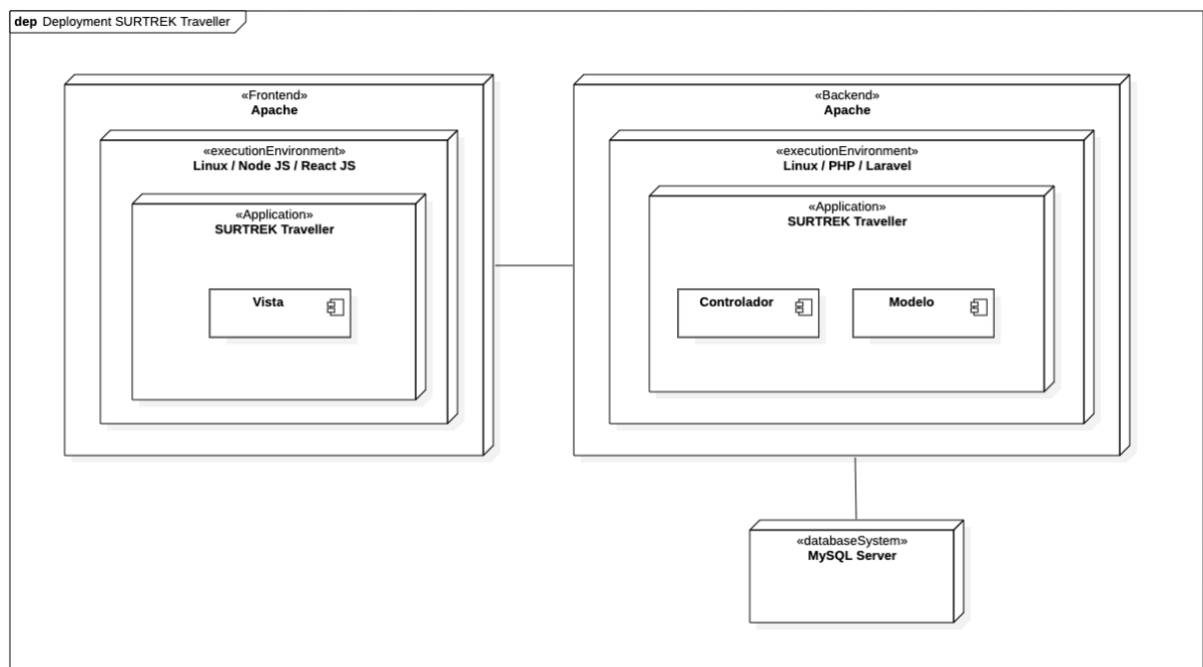 dep Deployment SURTREK Traveller
«Frontend»
Apache
«executionEnvironment»
Linux / Node JS / React JS
«Application»
SURTREK Traveller
Vista
«Backend»
Apache
«executionEnvironment»
Linux / PHP / Laravel
«Application»
SURTREK Traveller
Controlador
Modelo
«databaseSystem»
MySQL Server